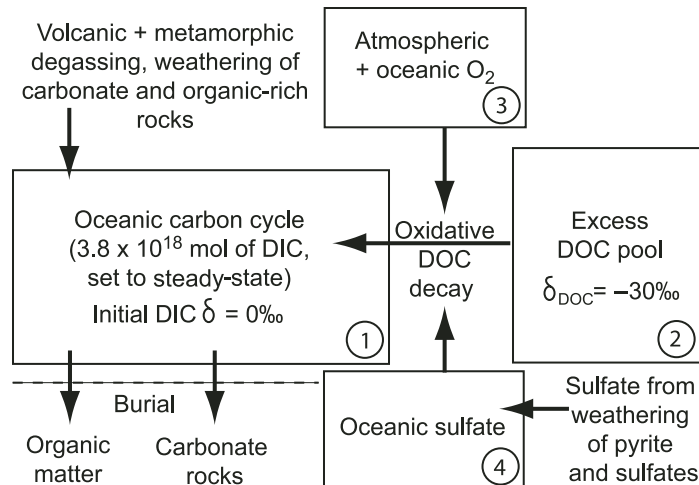 Volcanic + metamorphic
degassing, weathering of
carbonate and organic-rich
rocks
Atmospheric
+ oceanic O₂
3
Oceanic carbon cycle
(3.8 x 10¹⁸ mol of DIC,
set to steady-state)
Initial DIC δ = 0‰
1
Oxidative
DOC
decay
Excess
DOC pool
δDOC= –30‰
2
Burial
Organic
matter
Carbonate
rocks
Oceanic sulfate
4
Sulfate from
weathering
of pyrite
and sulfates